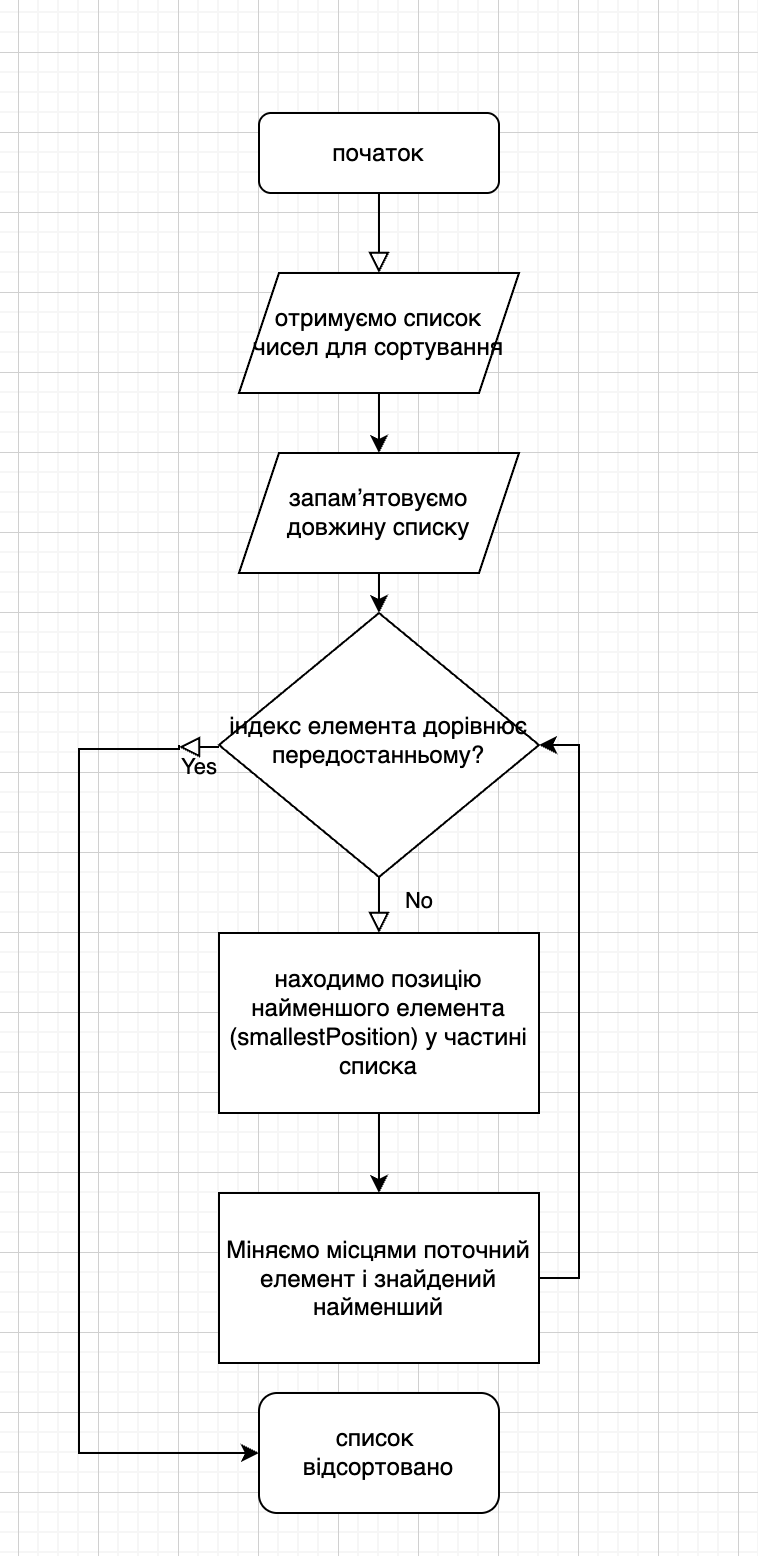 початок
отримуємо список
чисел для сортування
запам’ятовуємо
довжину списку
індекс елемента дорівнює
передостанньому?
Yes
No
находимо позицію
найменшого елемента
(smallestPosition) у частині
списка
Міняємо місцями поточний
елемент і знайдений
найменший
список
відсортовано